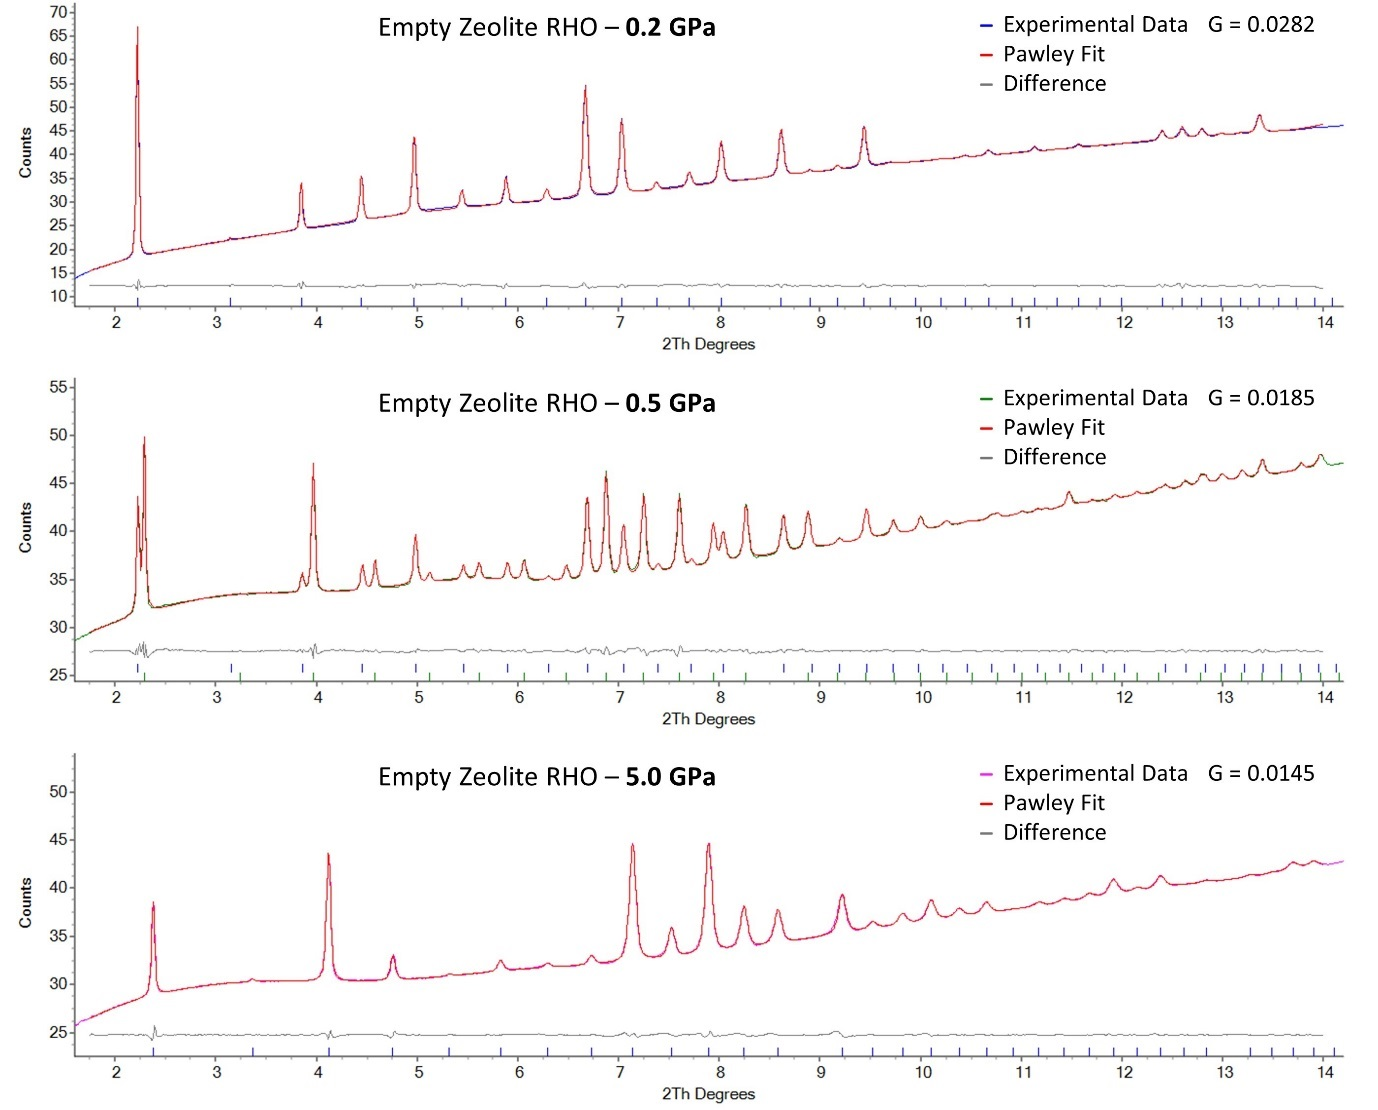 Empty Zeolite RHO – 0.2 GPa
Experimental Data G = 0.0282
Pawley Fit
Difference
Counts
70
65
60
55
50
45
40
35
30
25
20
15
10
2 3 4 5 6 7 8 9 10 11 12 13 14
2Th Degrees
Empty Zeolite RHO – 0.5 GPa
Experimental Data G = 0.0185
Pawley Fit
Difference
Counts
55
50
45
40
35
30
25
2 3 4 5 6 7 8 9 10 11 12 13 14
2Th Degrees
Empty Zeolite RHO – 5.0 GPa
Experimental Data G = 0.0145
Pawley Fit
Difference
Counts
50
45
40
35
30
25
2 3 4 5 6 7 8 9 10 11 12 13 14
2Th Degrees